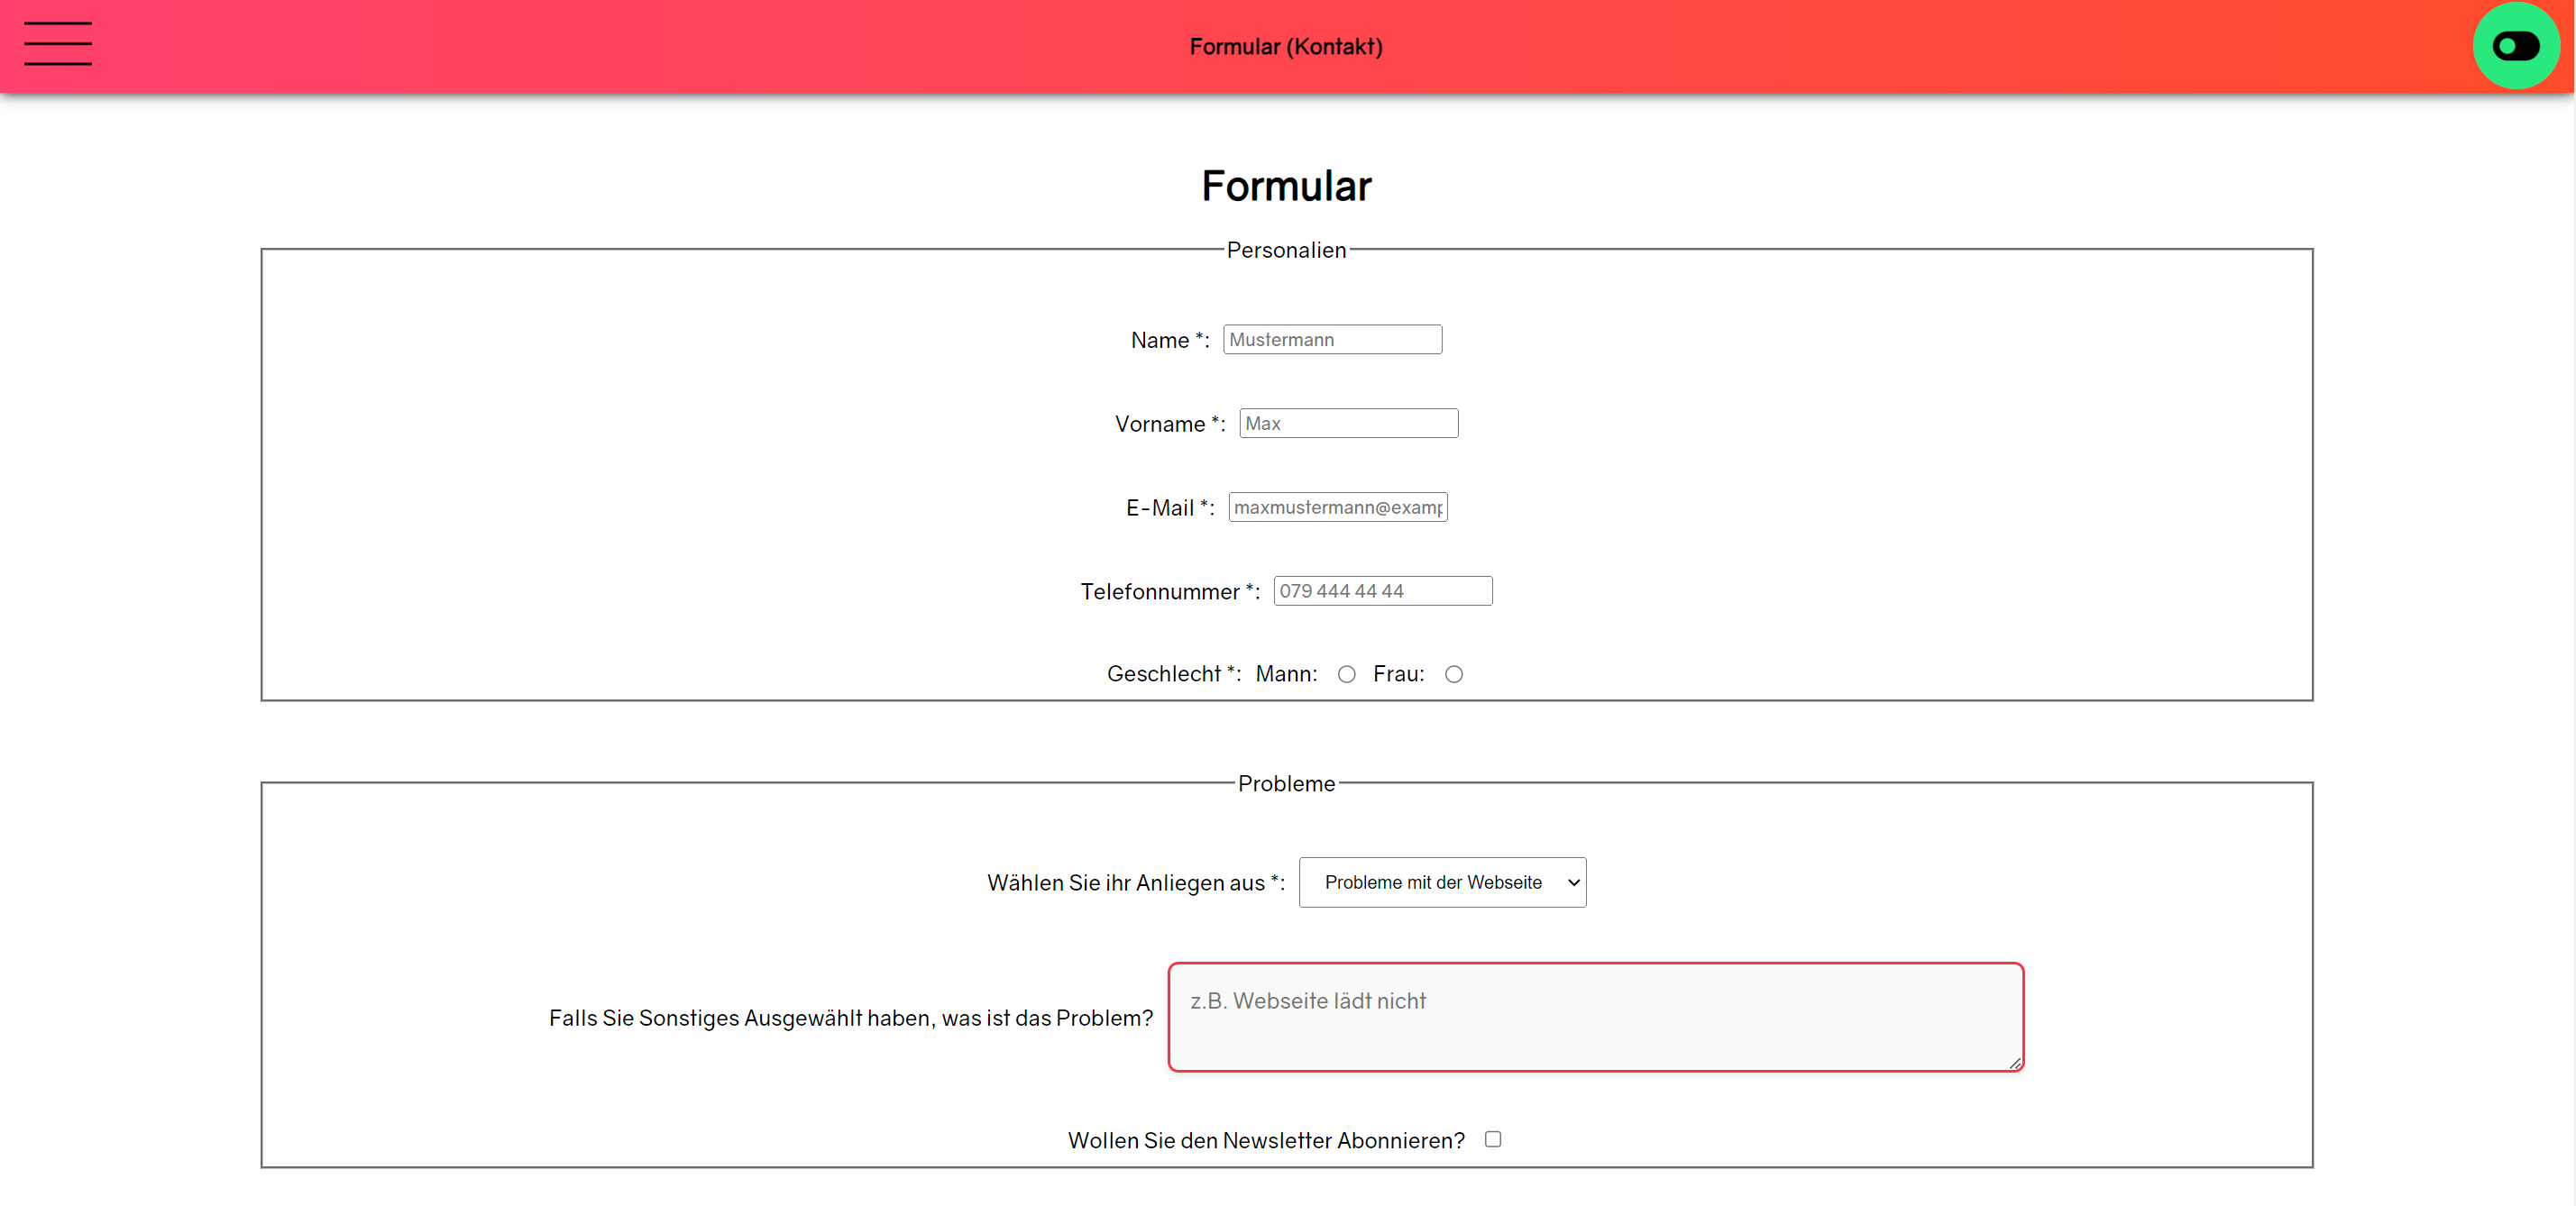 Formular (Kontakt)
Formular
Personalien
Name *: Mustermann
Vorname *: Max
E-Mail *: maxmustermann@examp
Telefonnummer *: 079 444 44 44
Geschlecht *: Mann: Frau:
Probleme
Wählen Sie ihr Anliegen aus *: Probleme mit der Webseite
Falls Sie Sonstiges Ausgewählt haben, was ist das Problem? z.B. Webseite lädt nicht
Wollen Sie den Newsletter Abonnieren?